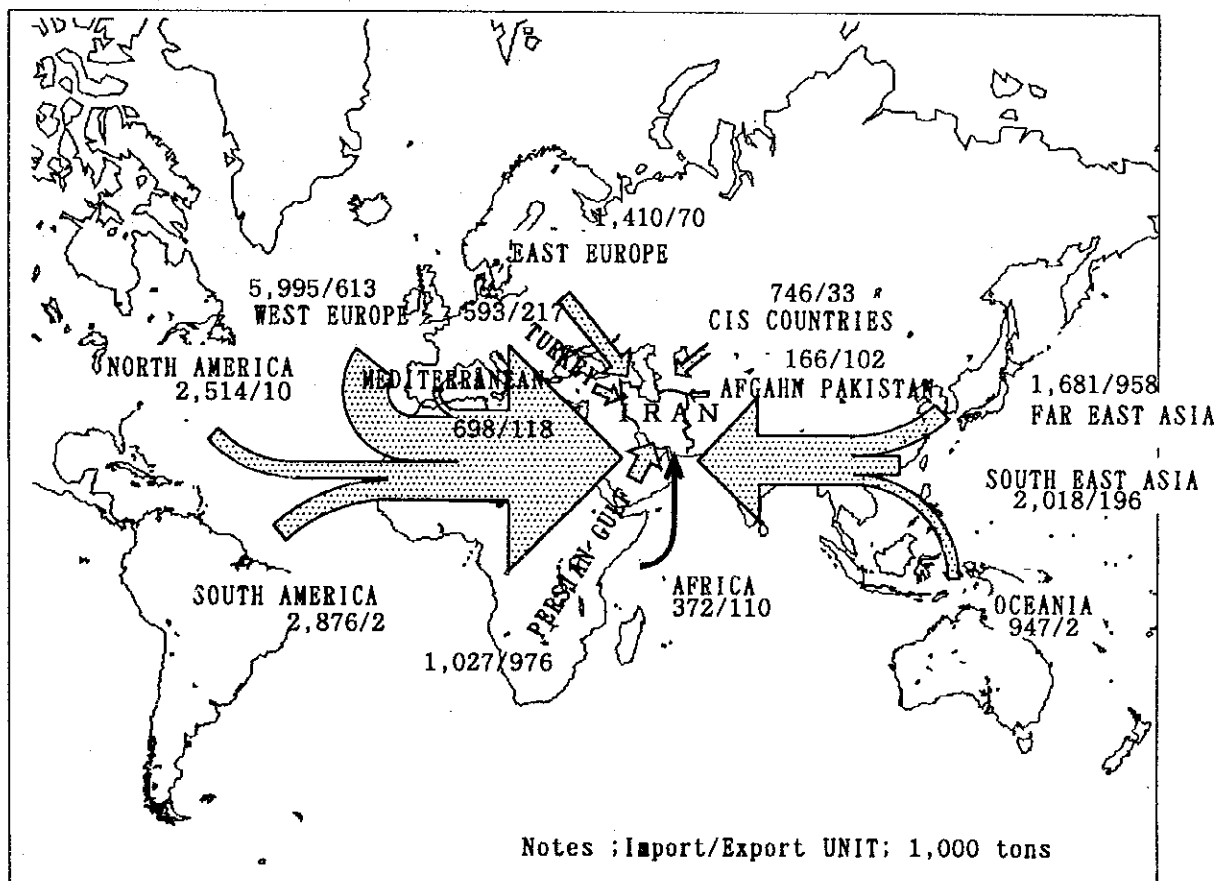 1,410/70
EAST EUROPE
5,995/613
WEST EUROPE
593/217
746/33
CIS COUNTRIES
TURKEY
NORTH AMERICA
2,514/10
MEDITERRANEAN
166/102
AFGAHN PAKISTAN
1,681/958
FAR EAST ASIA
IRAN
698/118
SOUTH EAST ASIA
2,018/196
PERSIAN GULF
SOUTH AMERICA
2,876/2
AFRICA
372/110
OCEANIA
947/2
1,027/976
Notes ;Import/Export UNIT; 1,000 tons